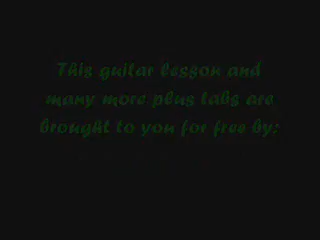 This guitar lesson and
many more plus tabs are
brought to you for free by: